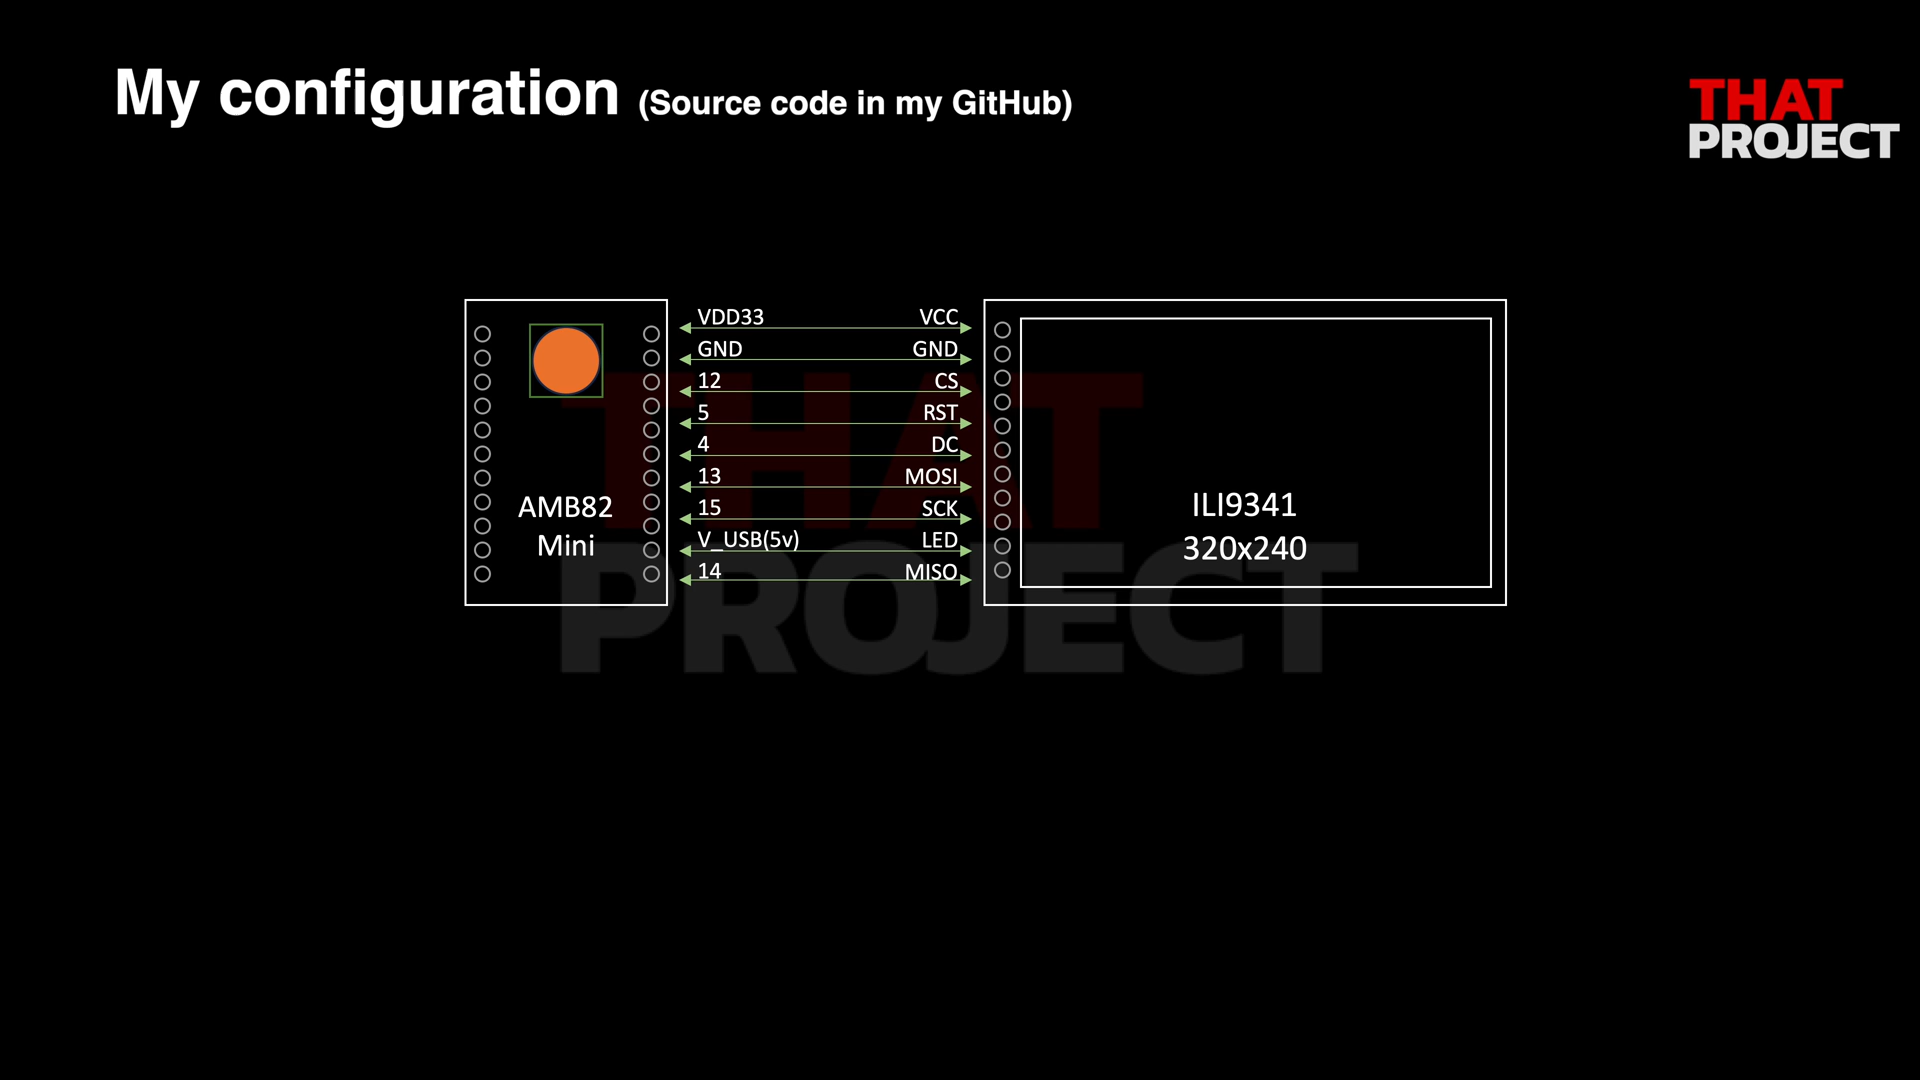 My configuration (Source code in my GitHub)
THAT
PROJECT
VDD33 VCC
GND GND
12 CS
5 RST
4 DC
13 MOSI
15 SCK
V_USB(5v) LED
14 MISO
AMB82
Mini
ILI9341
320x240
THAT
PROJECT